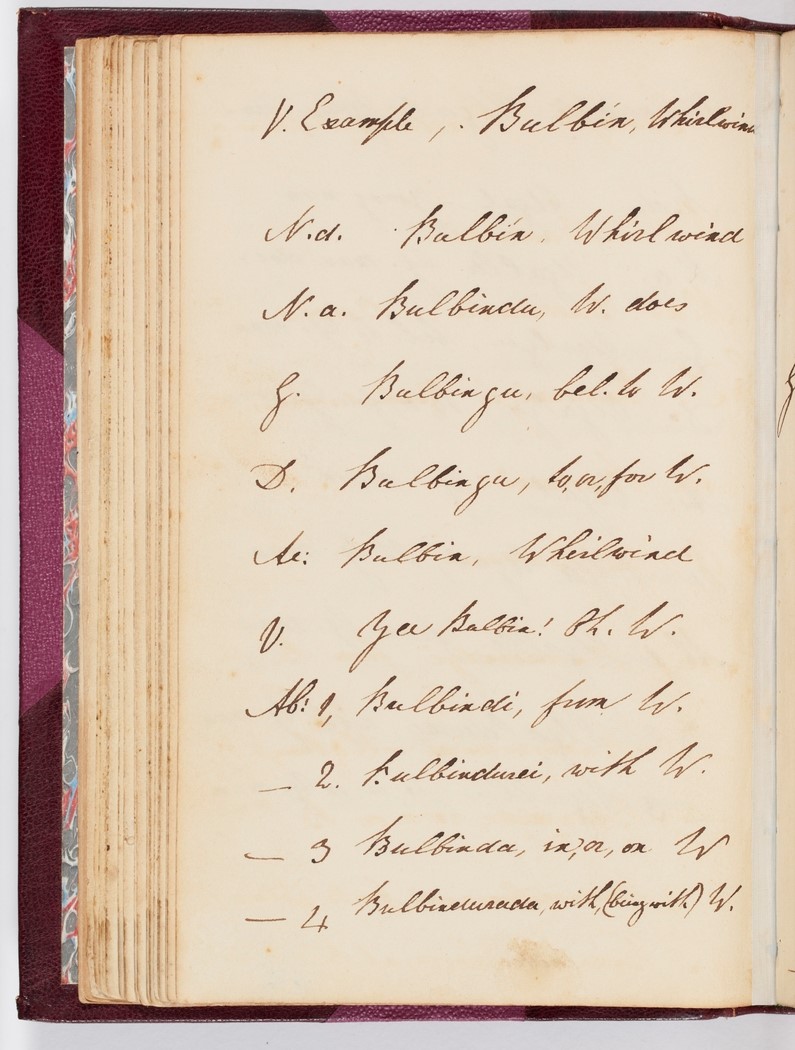 V. Example, . Bulbin, Whirlwin
N.d. Bulbin. Whirlwind
N.a. Bulbindu, W. does
G. Bulbingu, bel. to W.
D. Bulbingu, to, or, for W.
Ac: Bulbin, Whirlwind
V. Yea Bulbin! Oh. W.
Ab: 1, Bulbindi, from W.
— 2. Bulbindurei, with W.
— 3 Bulbinda, in, or, on W
— 4 Bulbindurada, with, (being with) W.